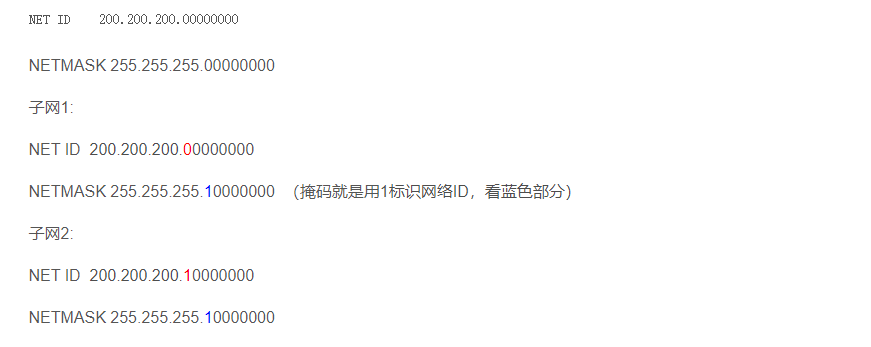 NET ID 200.200.200.00000000
NETMASK 255.255.255.00000000
子网1:
NET ID 200.200.200.00000000
NETMASK 255.255.255.10000000 （掩码就是用1标识网络ID，看蓝色部分）
子网2:
NET ID 200.200.200.10000000
NETMASK 255.255.255.10000000